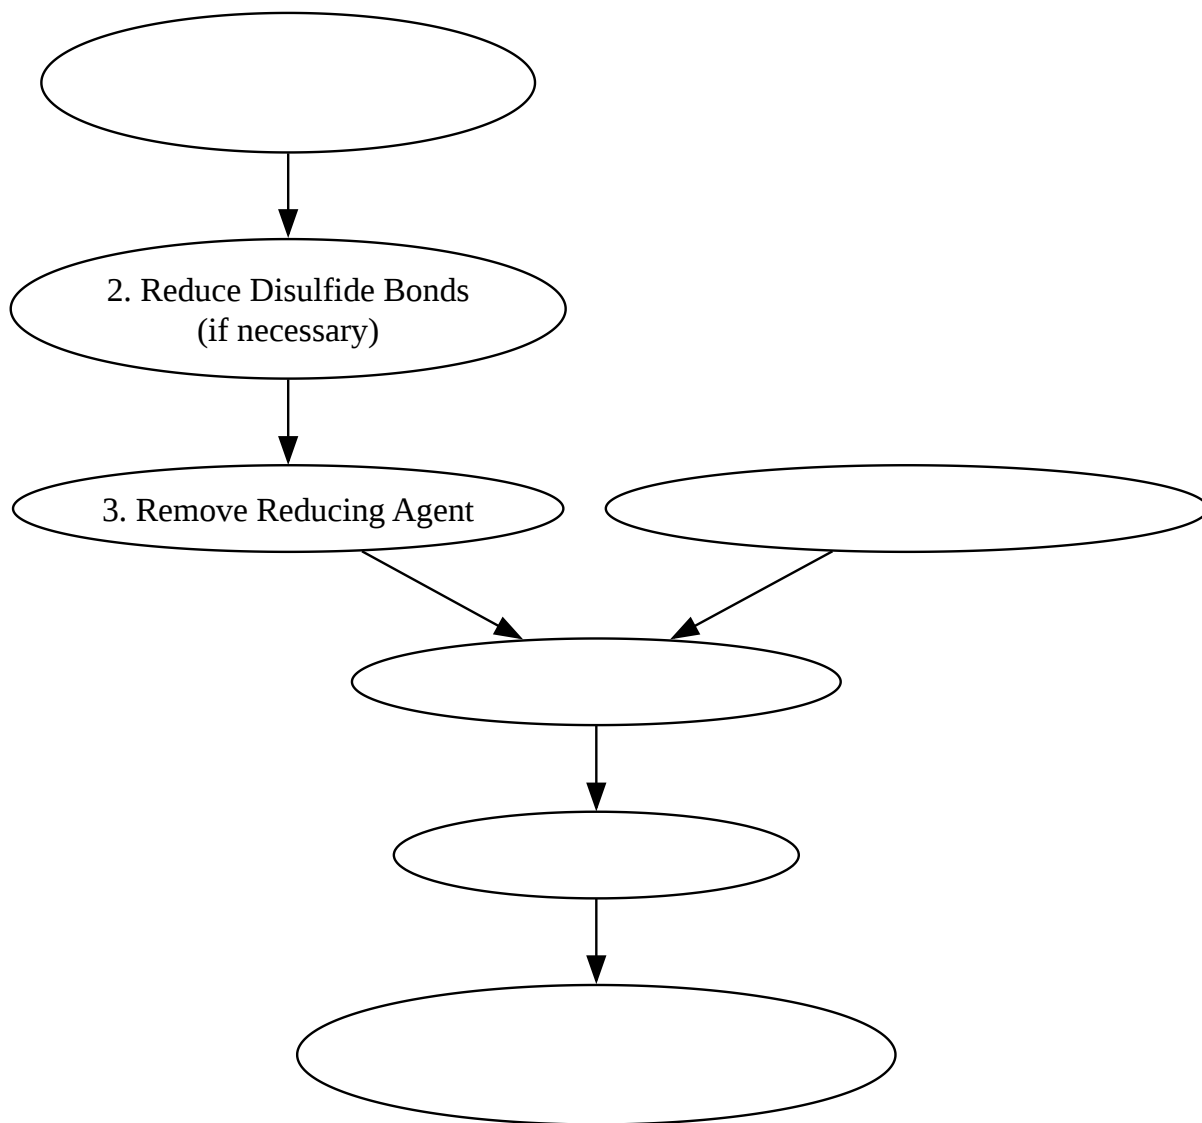 2. Reduce Disulfide Bonds
(if necessary)
3. Remove Reducing Agent